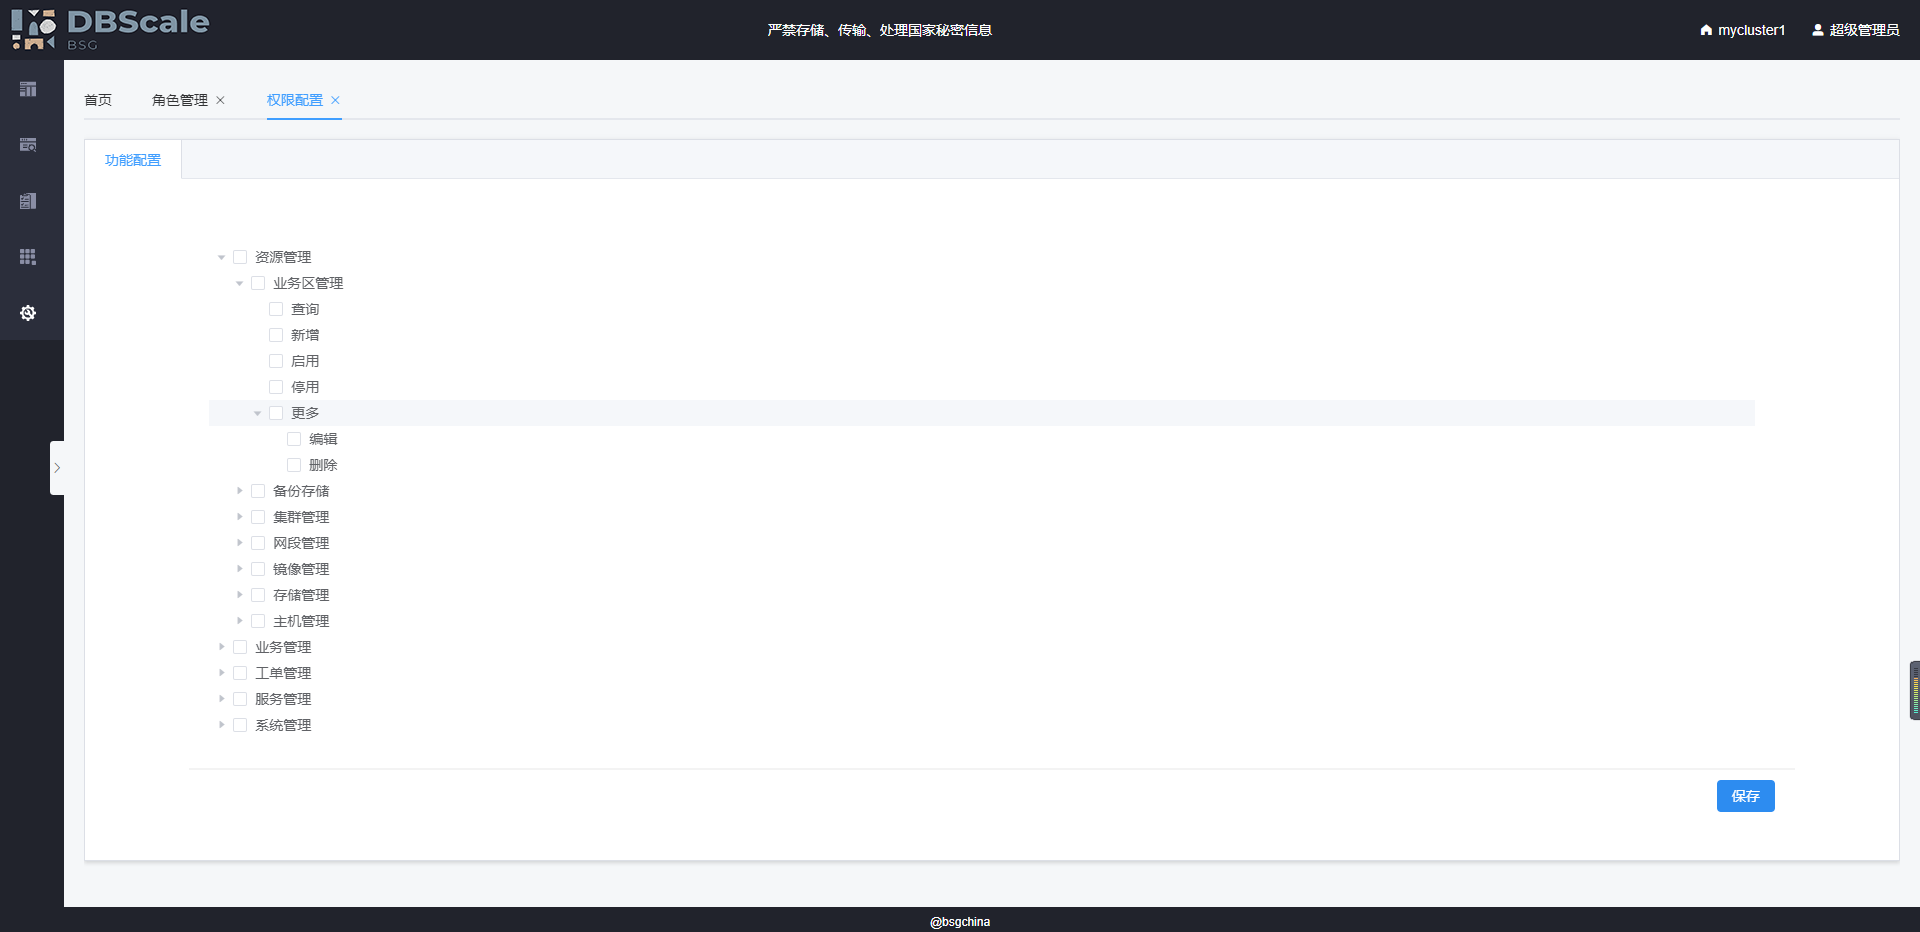 DBScale
BSG
严禁存储、传输、处理国家秘密信息
mycluster1
超级管理员
首页
角色管理
权限配置
功能配置
资源管理
业务区管理
查询
新增
启用
停用
更多
编辑
删除
备份存储
集群管理
网段管理
镜像管理
存储管理
主机管理
业务管理
工单管理
服务管理
系统管理
保存
@bsgchina